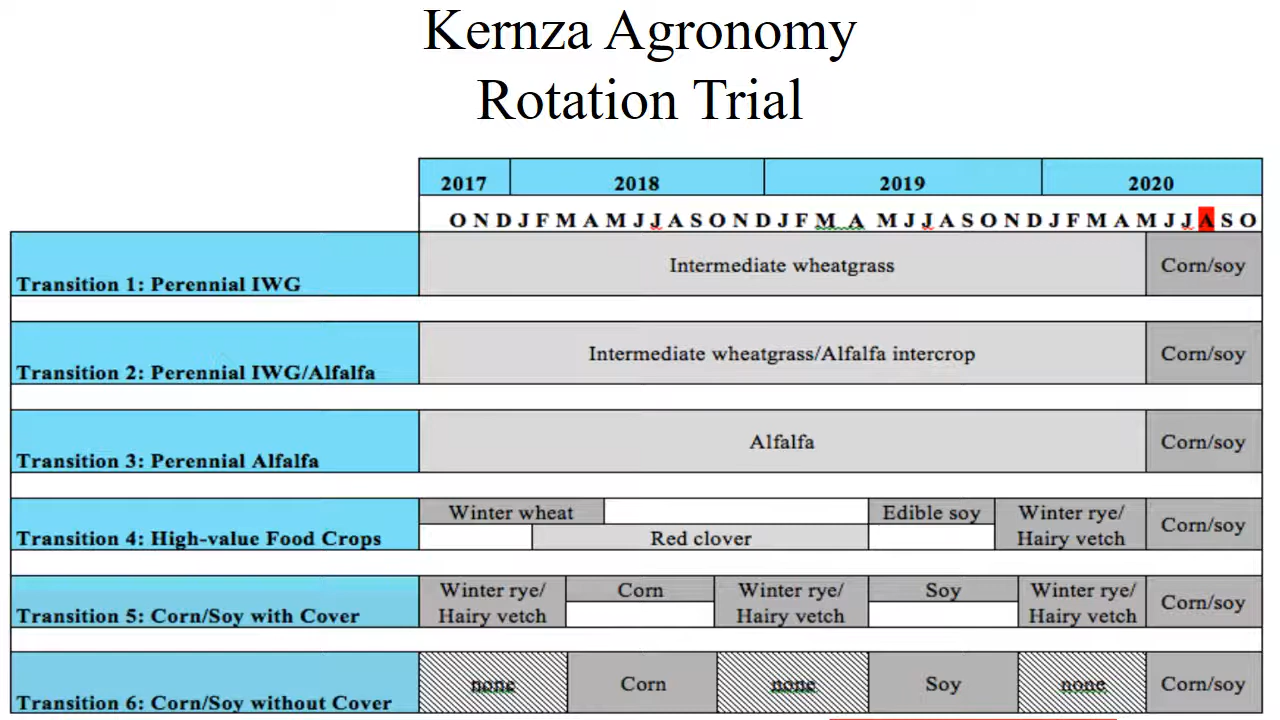 Kernza Agronomy
Rotation Trial
2017 2018 2019 2020
O N D J F M A M J J A S O N D J F M A M J J A S O N D J F M A M J J A S O
Intermediate wheatgrass Corn/soy
Transition 1: Perennial IWG
Intermediate wheatgrass/Alfalfa intercrop Corn/soy
Transition 2: Perennial IWG/Alfalfa
Alfalfa Corn/soy
Transition 3: Perennial Alfalfa
Winter wheat Edible soy Winter rye/ Corn/soy
Transition 4: High-value Food Crops Red clover Hairy vetch
Winter rye/ Corn Winter rye/ Soy Winter rye/ Corn/soy
Transition 5: Corn/Soy with Cover Hairy vetch Hairy vetch Hairy vetch
none Corn none Soy none Corn/soy
Transition 6: Corn/Soy without Cover